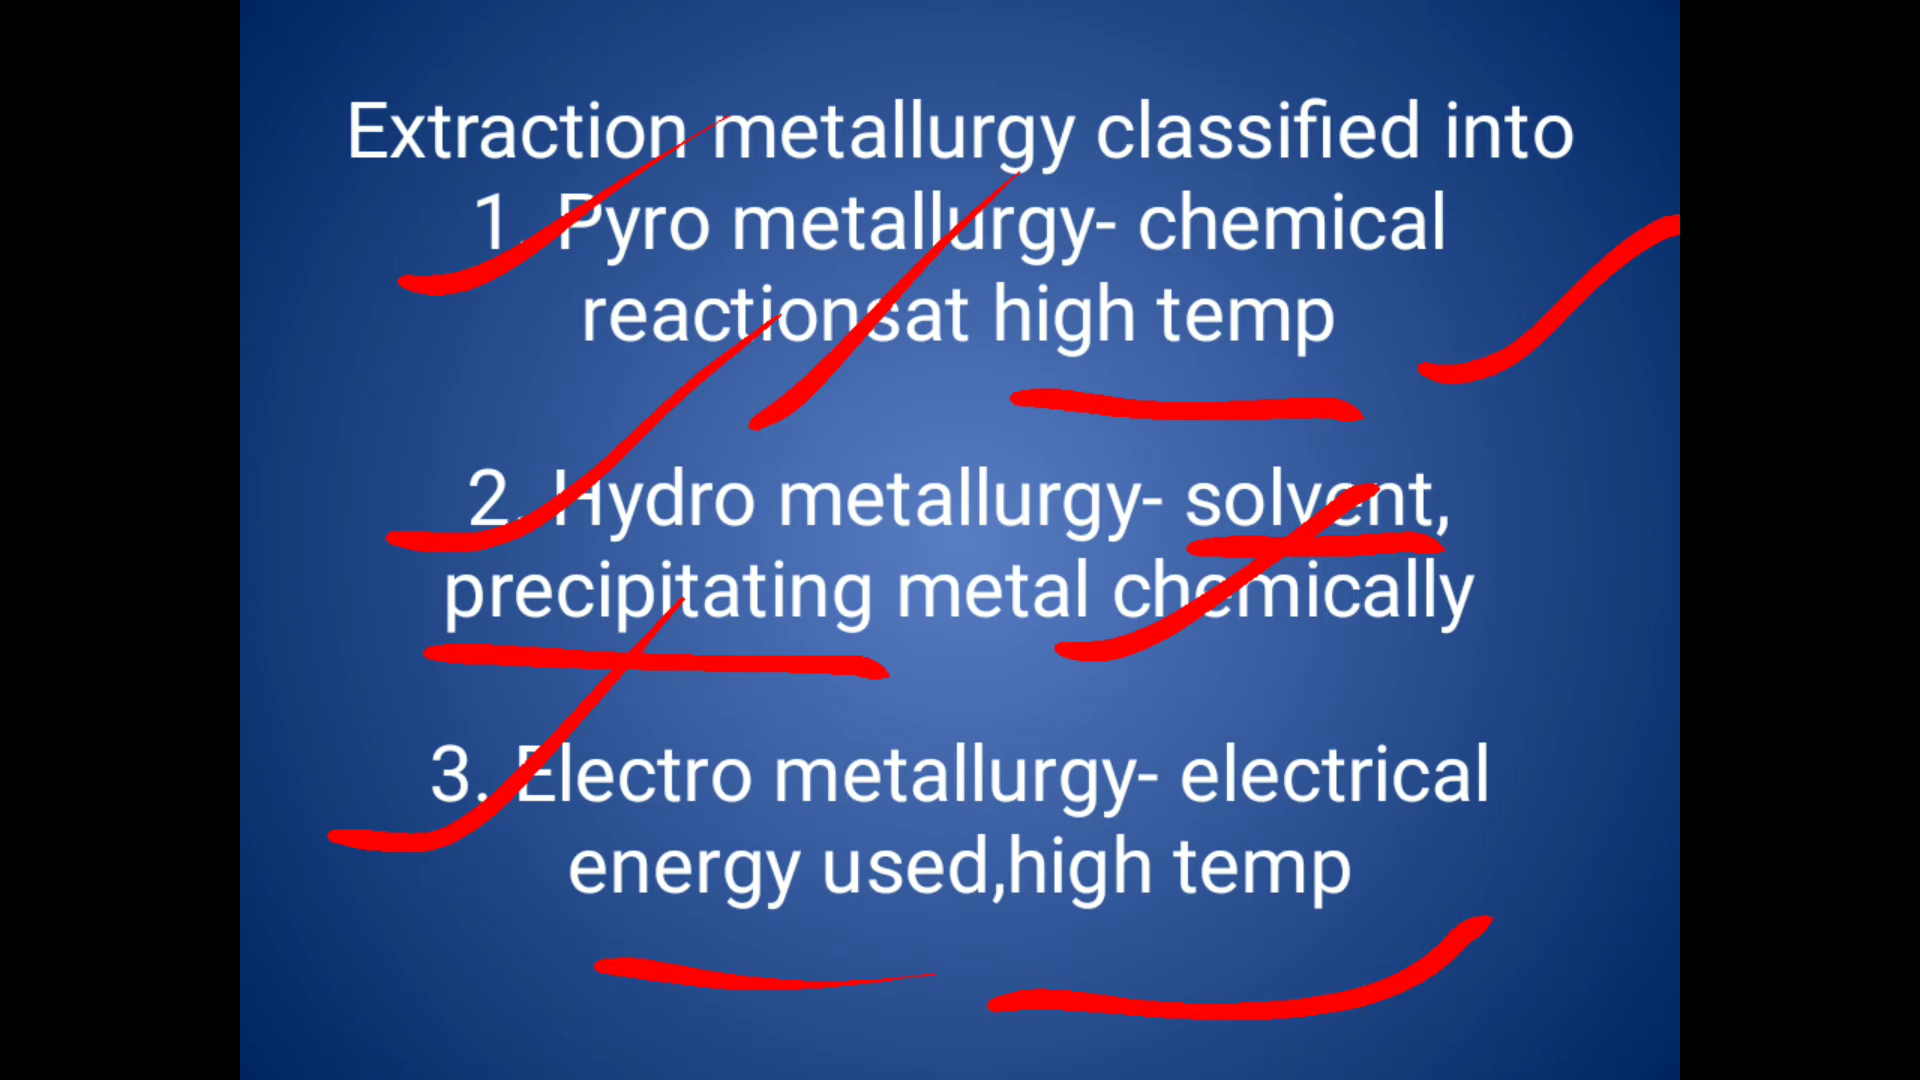 Extraction metallurgy classified into
1. Pyro metallurgy- chemical
reactionsat high temp
2. Hydro metallurgy- solvent,
precipitating metal chemically
3. Electro metallurgy- electrical
energy used,high temp